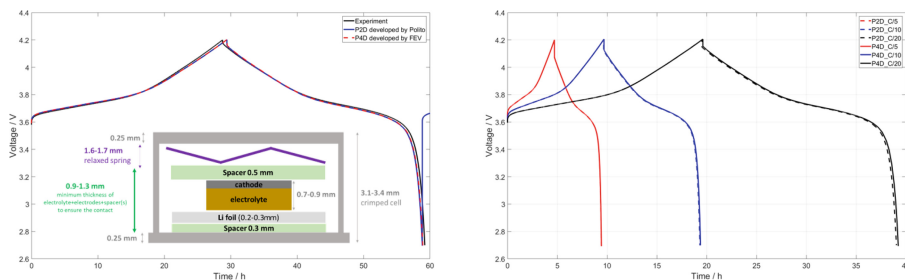 4.4
4.2
4
3.8
3.6
3.4
3.2
3
2.8
2.6
Voltage / V
0
10
20
30
40
50
60
Time / h
Experiment
P2D developed by Polito
P4D developed by FEV
0.25 mm
1.6-1.7 mm
relaxed spring
0.9-1.3 mm
minimum thickness of
electrolyte+electrodes+spacer(s)
to ensure the contact
0.25 mm
Spacer 0.5 mm
cathode
electrolyte
Li foil (0.2-0.3mm)
Spacer 0.3 mm
0.7-0.9 mm
3.1-3.4 mm
crimped cell
4.4
4.2
4
3.8
3.6
3.4
3.2
3
2.8
2.6
Voltage / V
0
5
10
15
20
25
30
35
40
Time / h
P2D_C/5
P2D_C/10
P2D_C/20
P4D_C/5
P4D_C/10
P4D_C/20